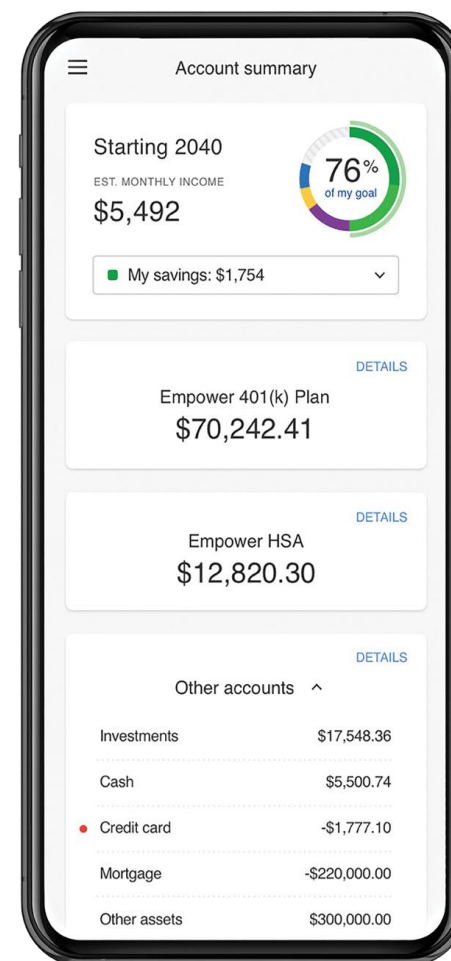 Account summary
Starting 2040
EST. MONTHLY INCOME
$5,492
76%
of my goal
My savings: $1,754
DETAILS
Empower 401(k) Plan
$70,242.41
DETAILS
Empower HSA
$12,820.30
DETAILS
Other accounts
Investments $17,548.36
Cash $5,500.74
Credit card -$1,777.10
Mortgage -$220,000.00
Other assets $300,000.00